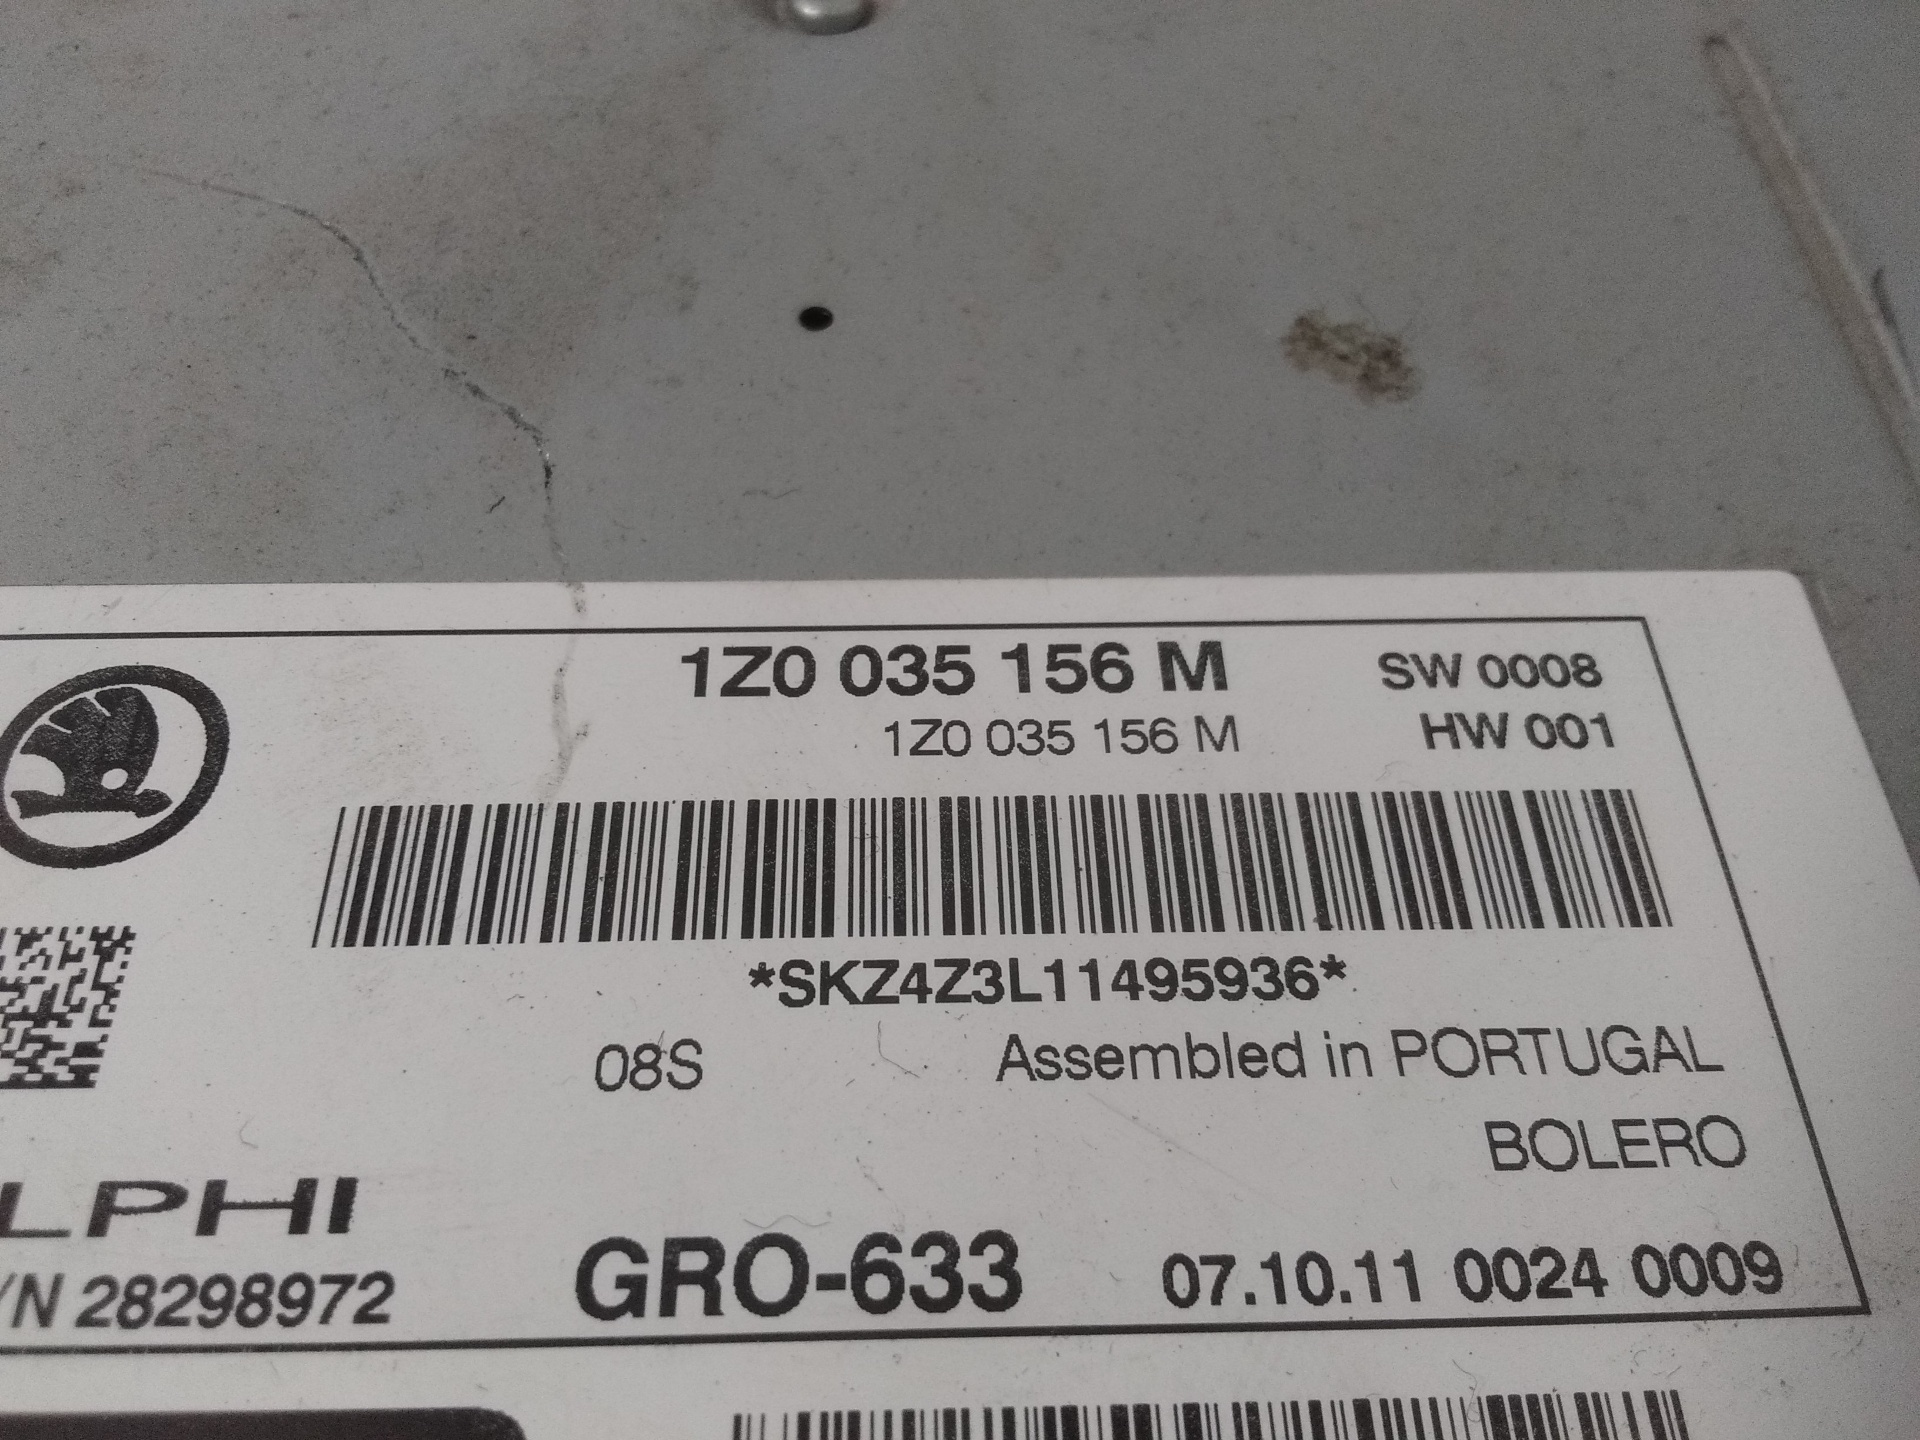 1Z0 035 156 M SW 0008
1Z0 035 156 M HW 001
*SKZ4Z3L11495936*
08S Assembled in PORTUGAL
BOLERO
LPHI
/N 28298972 GRO-633 07.10.11 0024 0009